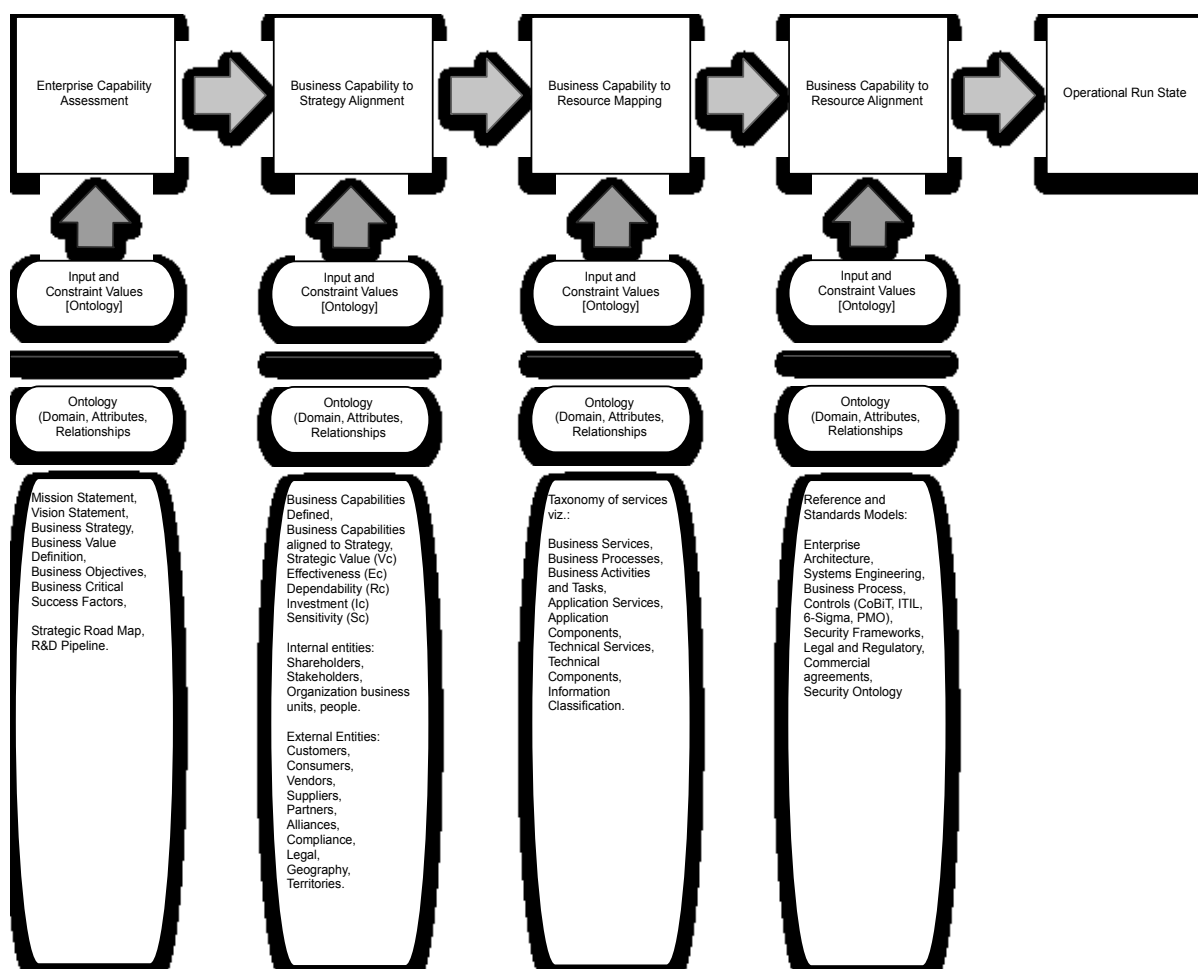 Enterprise Capability
Assessment
Business Capability to
Strategy Alignment
Business Capability to
Resource Mapping
Business Capability to
Resource Alignment
Operational Run State
Input and
Constraint Values
[Ontology]
Input and
Constraint Values
[Ontology]
Input and
Constraint Values
[Ontology]
Input and
Constraint Values
[Ontology]
Ontology
(Domain, Attributes,
Relationships
Ontology
(Domain, Attributes,
Relationships
Ontology
(Domain, Attributes,
Relationships
Ontology
(Domain, Attributes,
Relationships
Mission Statement,
Vision Statement,
Business Strategy,
Business Value
Definition,
Business Objectives,
Business Critical
Success Factors,
Strategic Road Map,
R&D Pipeline.
Business Capabilities
Defined,
Business Capabilities
aligned to Strategy,
Strategic Value (Vc)
Effectiveness (Ec)
Dependability (Rc)
Investment (Ic)
Sensitivity (Sc)
Internal entities:
Shareholders,
Stakeholders,
Organization business
units, people.
External Entities:
Customers,
Consumers,
Vendors,
Suppliers,
Partners,
Alliances,
Compliance,
Legal,
Geography,
Territories.
Taxonomy of services
viz.:
Business Services,
Business Processes,
Business Activities
and Tasks,
Application Services,
Application
Components,
Technical Services,
Technical
Components,
Information
Classification.
Reference and
Standards Models:
Enterprise
Architecture,
Systems Engineering,
Business Process,
Controls (CoBiT, ITIL,
6-Sigma, PMO),
Security Frameworks,
Legal and Regulatory,
Commercial
agreements,
Security Ontology